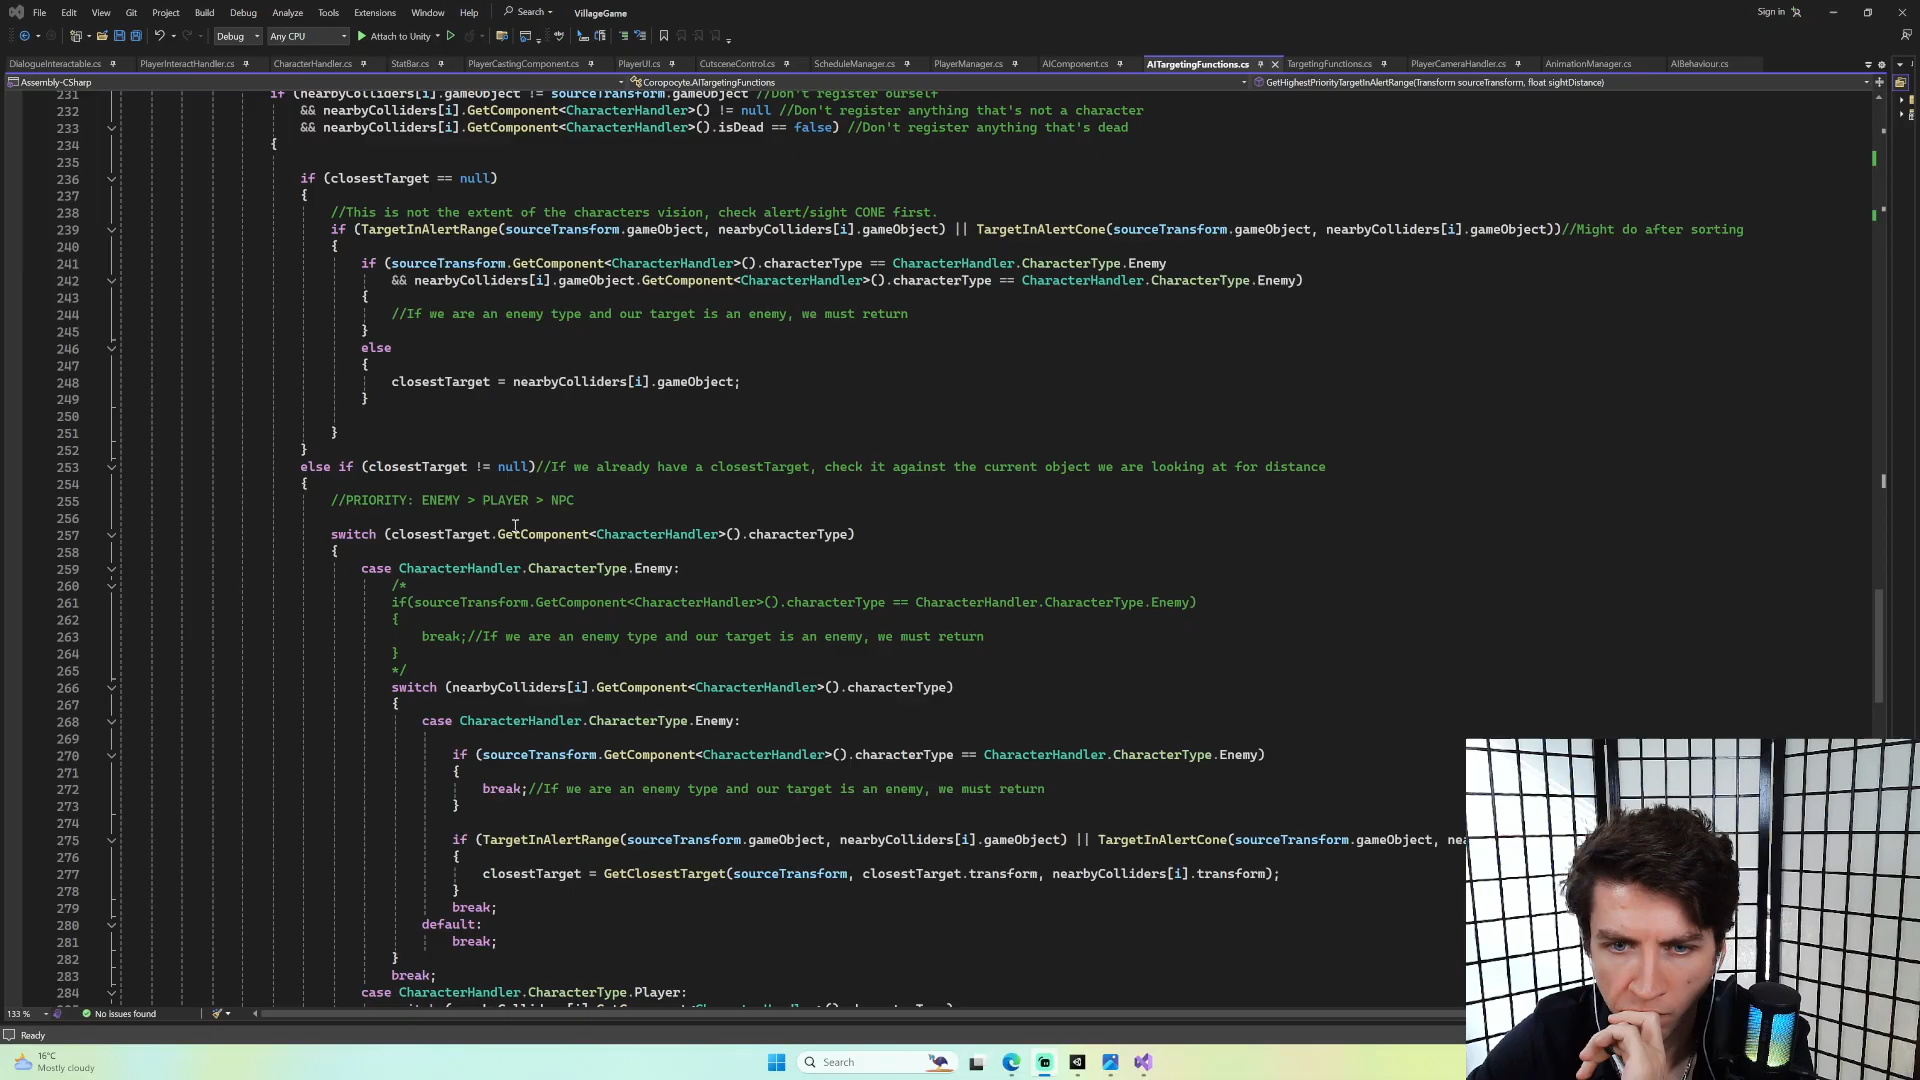 File Edit View Git Project Build Debug Analyze Tools Extensions Window Help Search VillageGame Sign in
Debug Any CPU Attach to Unity
DialogueInteractable.cs PlayerInteractHandler.cs CharacterHandler.cs StatBar.cs PlayerCastingComponent.cs PlayerUI.cs CutsceneControl.cs ScheduleManager.cs PlayerManager.cs AIComponent.cs AITargetingFunctions.cs TargetingFunctions.cs PlayerCameraHandler.cs AnimationManager.cs AIBehaviour.cs
Assembly-CSharp Coropocyte.AITargetingFunctions GetHighestPriorityTargetInAlertRange(Transform sourceTransform, float sightDistance)
231 if (nearbyColliders[i].gameObject != sourceTransform.gameObject //Don't register ourself
232 && nearbyColliders[i].GetComponent<CharacterHandler>() != null //Don't register anything that's not a character
233 && nearbyColliders[i].GetComponent<CharacterHandler>().isDead == false) //Don't register anything that's dead
234 {
235
236 if (closestTarget == null)
237 {
238 //This is not the extent of the characters vision, check alert/sight CONE first.
239 if (TargetInAlertRange(sourceTransform.gameObject, nearbyColliders[i].gameObject) || TargetInAlertCone(sourceTransform.gameObject, nearbyColliders[i].gameObject))//Might do after sorting
240 {
241 if (sourceTransform.GetComponent<CharacterHandler>().characterType == CharacterHandler.CharacterType.Enemy
242 && nearbyColliders[i].gameObject.GetComponent<CharacterHandler>().characterType == CharacterHandler.CharacterType.Enemy)
243 {
244 //If we are an enemy type and our target is an enemy, we must return
245 }
246 else
247 {
248 closestTarget = nearbyColliders[i].gameObject;
249 }
250
251 }
252 }
253 else if (closestTarget != null)//If we already have a closestTarget, check it against the current object we are looking at for distance
254 {
255 //PRIORITY: ENEMY > PLAYER > NPC
256
257 switch (closestTarget.GetComponent<CharacterHandler>().characterType)
258 {
259 case CharacterHandler.CharacterType.Enemy:
260 /*
261 if(sourceTransform.GetComponent<CharacterHandler>().characterType == CharacterHandler.CharacterType.Enemy)
262 {
263 break;//If we are an enemy type and our target is an enemy, we must return
264 }
265 */
266 switch (nearbyColliders[i].GetComponent<CharacterHandler>().characterType)
267 {
268 case CharacterHandler.CharacterType.Enemy:
269
270 if (sourceTransform.GetComponent<CharacterHandler>().characterType == CharacterHandler.CharacterType.Enemy)
271 {
272 break;//If we are an enemy type and our target is an enemy, we must return
273 }
274
275 if (TargetInAlertRange(sourceTransform.gameObject, nearbyColliders[i].gameObject) || TargetInAlertCone(sourceTransform.gameObject, ne
276 {
277 closestTarget = GetClosestTarget(sourceTransform, closestTarget.transform, nearbyColliders[i].transform);
278 }
279 break;
280 default:
281 break;
282 }
283 break;
284 case CharacterHandler.CharacterType.Player:
133 % No issues found
Ready
16°C
Mostly cloudy
Search